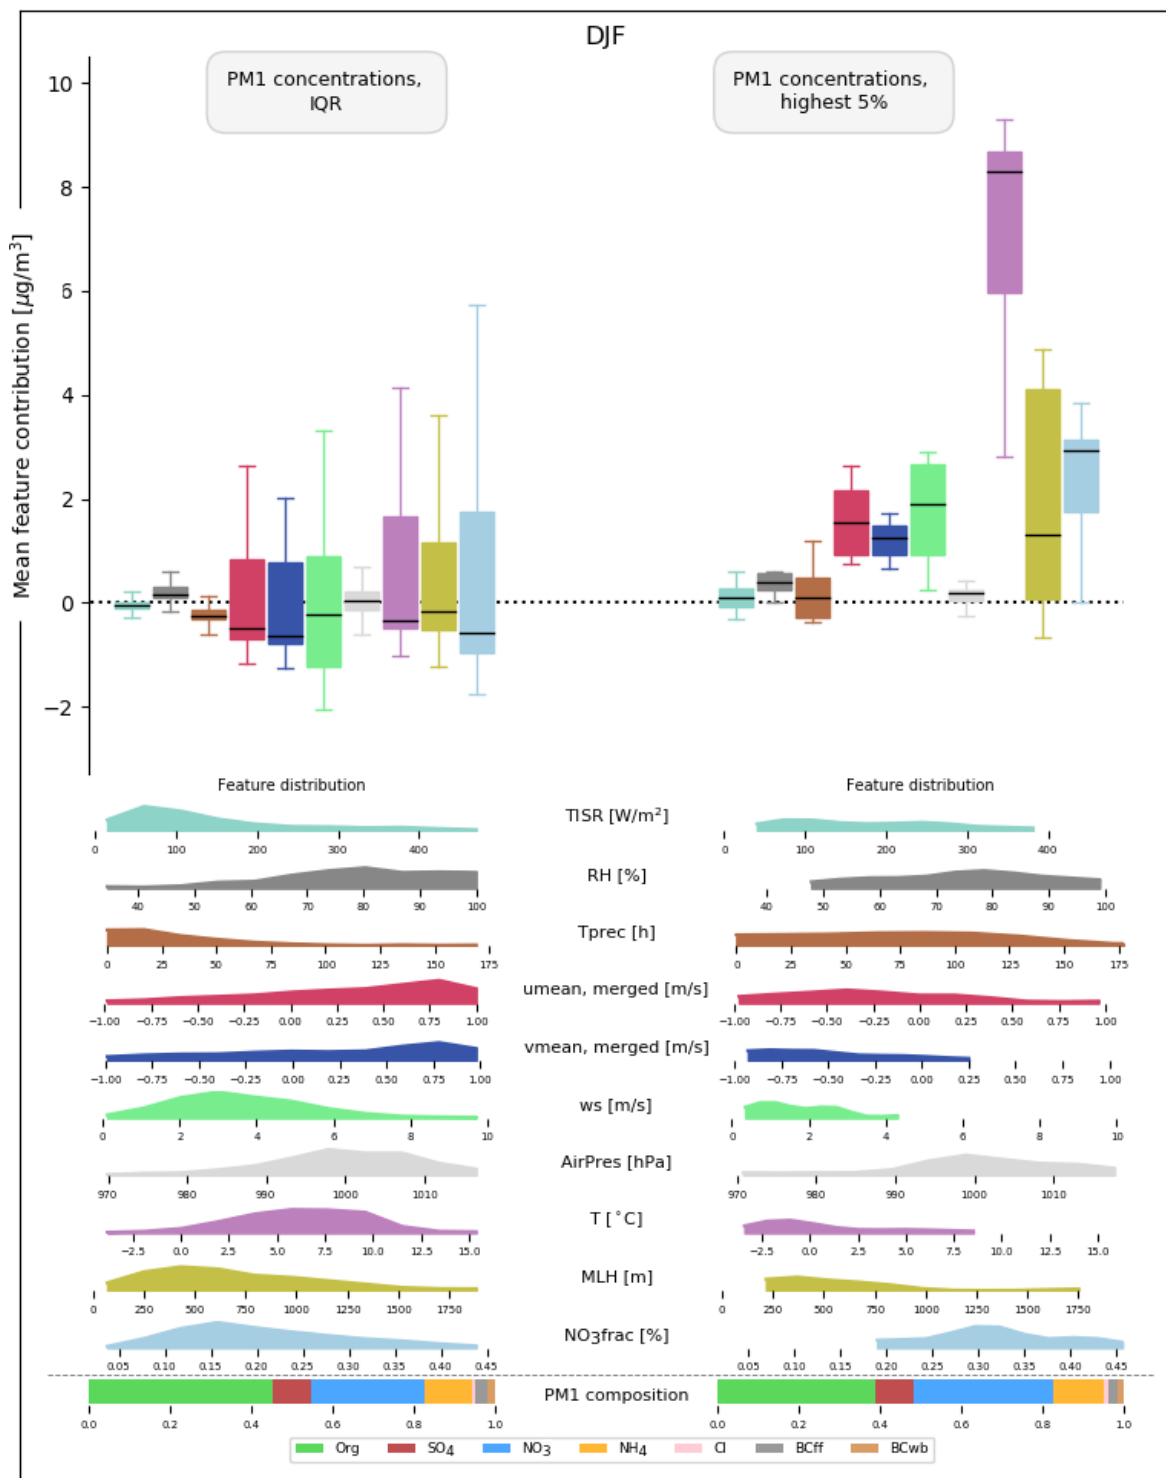 DJF
PM1 concentrations,
IQR
PM1 concentrations,
highest 5%
Mean feature contribution [μg/m³]
10
8
6
4
2
0
−2
Feature distribution
Feature distribution
TISR [W/m²]
0 100 200 300 400
0 100 200 300 400
RH [%]
40 50 60 70 80 90 100
40 50 60 70 80 90 100
Tprec [h]
0 25 50 75 100 125 150 175
0 25 50 75 100 125 150 175
umean, merged [m/s]
−1.00 −0.75 −0.50 −0.25 0.00 0.25 0.50 0.75 1.00
−1.00 −0.75 −0.50 −0.25 0.00 0.25 0.50 0.75 1.00
vmean, merged [m/s]
−1.00 −0.75 −0.50 −0.25 0.00 0.25 0.50 0.75 1.00
−1.00 −0.75 −0.50 −0.25 0.00 0.25 0.50 0.75 1.00
ws [m/s]
0 2 4 6 8 10
0 2 4 6 8 10
AirPres [hPa]
970 980 990 1000 1010
970 980 990 1000 1010
T [°C]
−2.5 0.0 2.5 5.0 7.5 10.0 12.5 15.0
−2.5 0.0 2.5 5.0 7.5 10.0 12.5 15.0
MLH [m]
0 250 500 750 1000 1250 1500 1750
0 250 500 750 1000 1250 1500 1750
NO₃frac [%]
0.05 0.10 0.15 0.20 0.25 0.30 0.35 0.40 0.45
0.05 0.10 0.15 0.20 0.25 0.30 0.35 0.40 0.45
PM1 composition
0.0 0.2 0.4 0.6 0.8 1.0
0.0 0.2 0.4 0.6 0.8 1.0
Org SO₄ NO₃ NH₄ Cl BCff BCwb